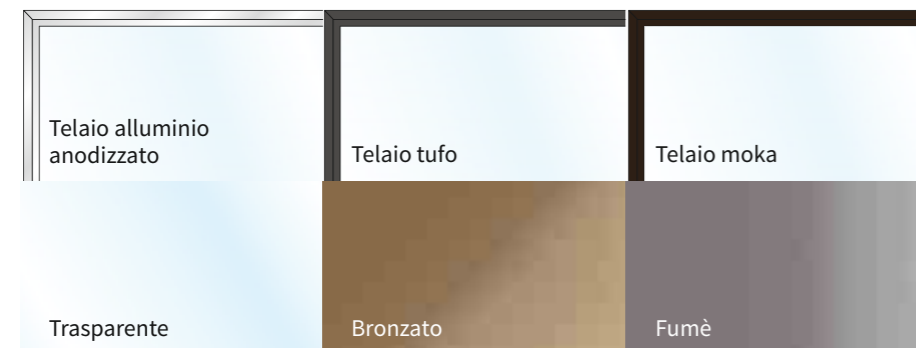 Telaio alluminio
anodizzato
Telaio tufo
Telaio moka
Trasparente
Bronzato
Fumè